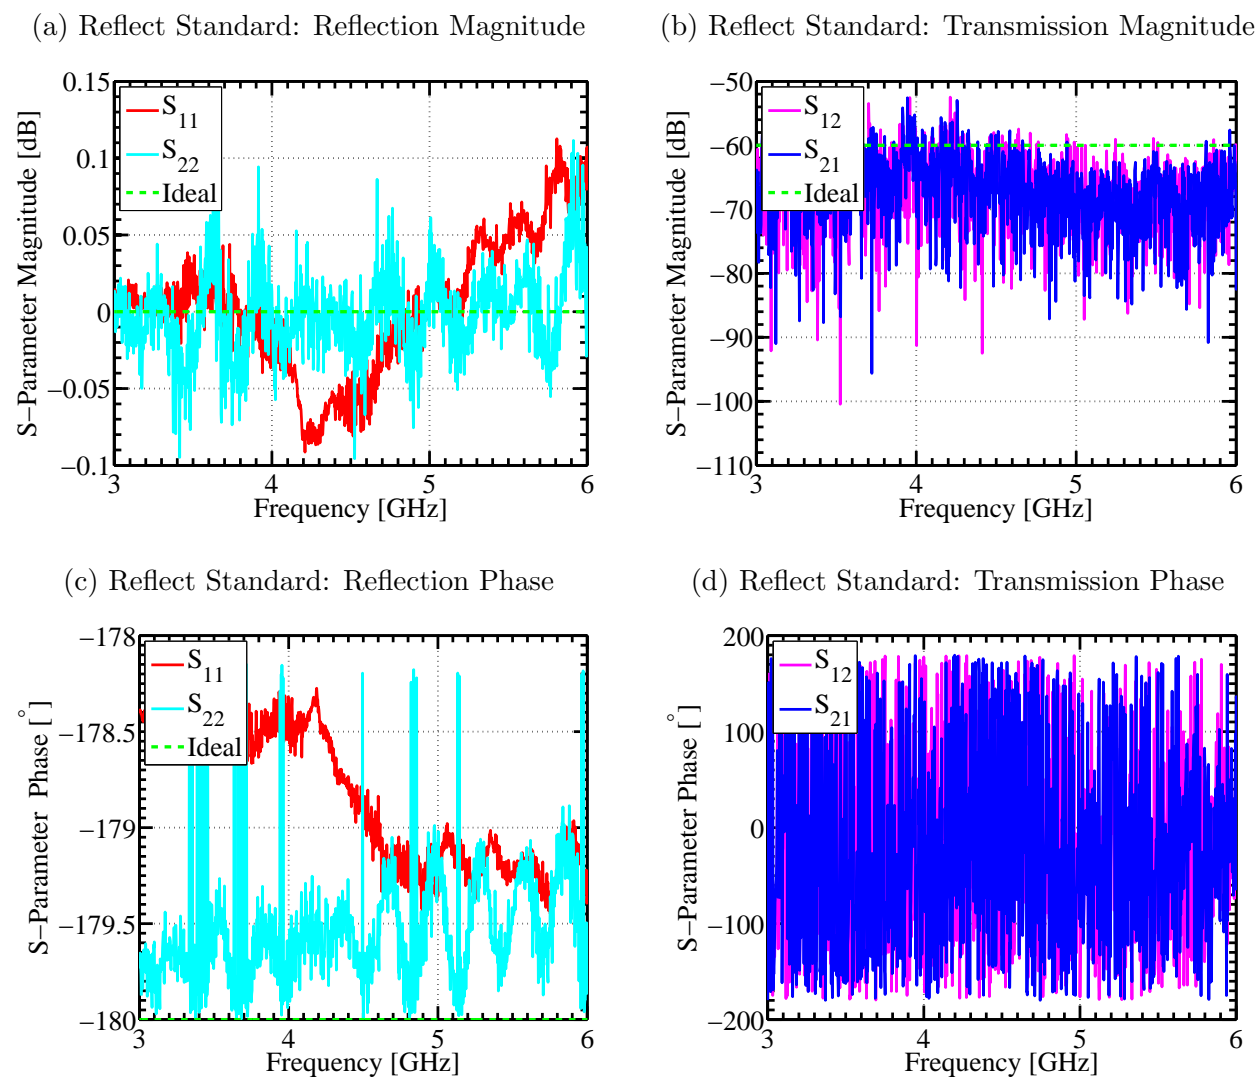 (a) Reflect Standard: Reflection Magnitude
(b) Reflect Standard: Transmission Magnitude
0.15
0.10
0.05
0
−0.05
−0.1
S−Parameter Magnitude [dB]
S11
S22
Ideal
3 4 5 6
Frequency [GHz]
−50
−60
−70
−80
−90
−100
−110
S−Parameter Magnitude [dB]
S12
S21
Ideal
3 4 5 6
Frequency [GHz]
(c) Reflect Standard: Reflection Phase
(d) Reflect Standard: Transmission Phase
−178
−178.5
−179
−179.5
−180
S−Parameter Phase [°]
S11
S22
Ideal
3 4 5 6
Frequency [GHz]
200
100
0
−100
−200
S−Parameter Phase [°]
S12
S21
3 4 5 6
Frequency [GHz]